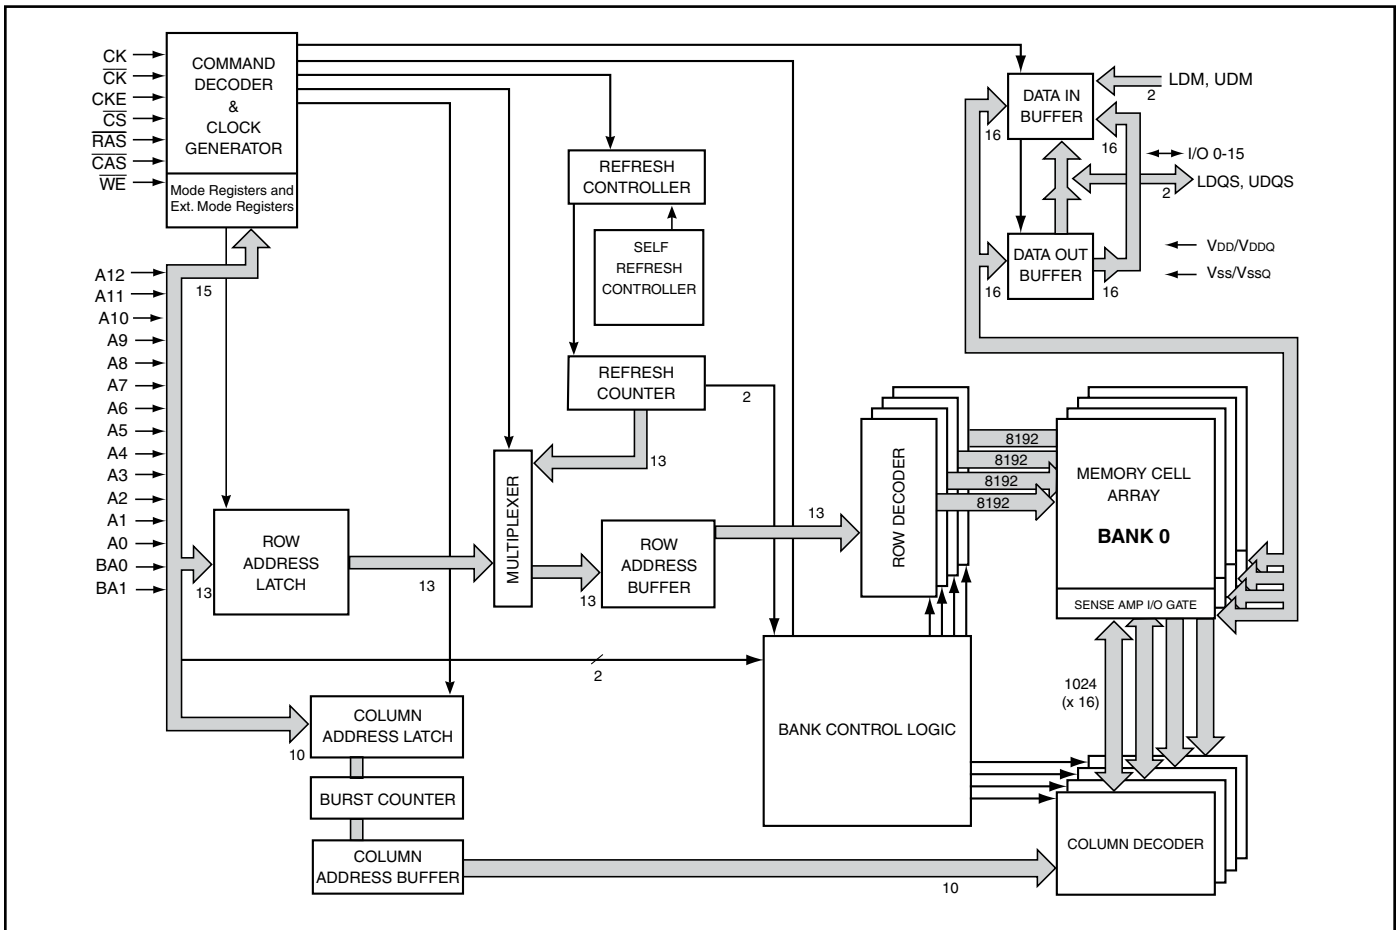 CK
CK
CKE
CS
RAS
CAS
WE
COMMAND
DECODER
&
CLOCK
GENERATOR
Mode Registers and
Ext. Mode Registers
A12
A11
A10
A9
A8
A7
A6
A5
A4
A3
A2
A1
A0
BA0
BA1
15
13
ROW
ADDRESS
LATCH
13
REFRESH
CONTROLLER
SELF
REFRESH
CONTROLLER
REFRESH
COUNTER
2
13
MULTIPLEXER
13
ROW
ADDRESS
BUFFER
13
2
10
COLUMN
ADDRESS LATCH
BURST COUNTER
COLUMN
ADDRESS BUFFER
10
BANK CONTROL LOGIC
ROW DECODER
8192
8192
8192
8192
MEMORY CELL
ARRAY
BANK 0
SENSE AMP I/O GATE
1024
(x 16)
COLUMN DECODER
DATA IN
BUFFER
LDM, UDM
2
16
16
I/O 0-15
LDQS, UDQS
2
DATA OUT
BUFFER
16
16
VDD/VDDQ
Vss/VssQ